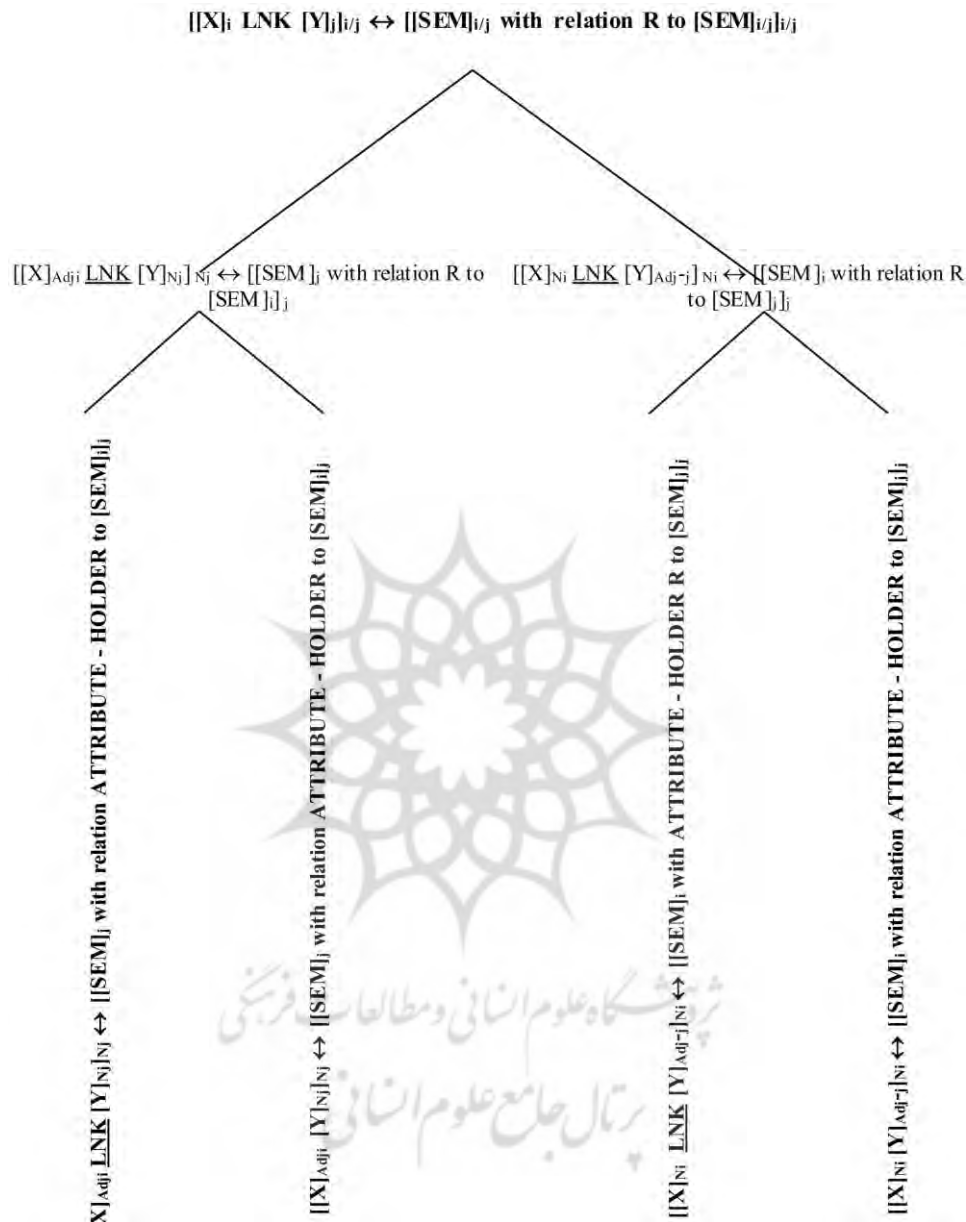 [[X]i LNK [Y]j]i/j ↔ [[SEM]i/j with relation R to [SEM]i/j]i/j
[[X]Adji LNK [Y]Nj] Nj ↔ [[SEM]j with relation R to
[SEM]i] j
[[X]Ni LNK [Y]Adj-j] Ni ↔ [[SEM]i with relation R
to [SEM]j]j
X]Adji LNK [Y]Nj]Nj ↔ [[SEM]j with relation ATTRIBUTE - HOLDER to [SEM]i]j
[[X]Adji [Y]Nj]Nj ↔ [[SEM]j with relation ATTRIBUTE - HOLDER to [SEM]i]j
[[X]Ni LNK [Y]Adj-j]Ni ↔ [[SEM]i with ATTRIBUTE - HOLDER R to [SEM]j]j
[[X]Ni [Y]Adj-j]Ni ↔ [[SEM]i with relation ATTRIBUTE - HOLDER to [SEM]j]j
پژوهشگاه علوم انسانی و مطالعات فرهنگی
پرتال جامع علوم انسانی